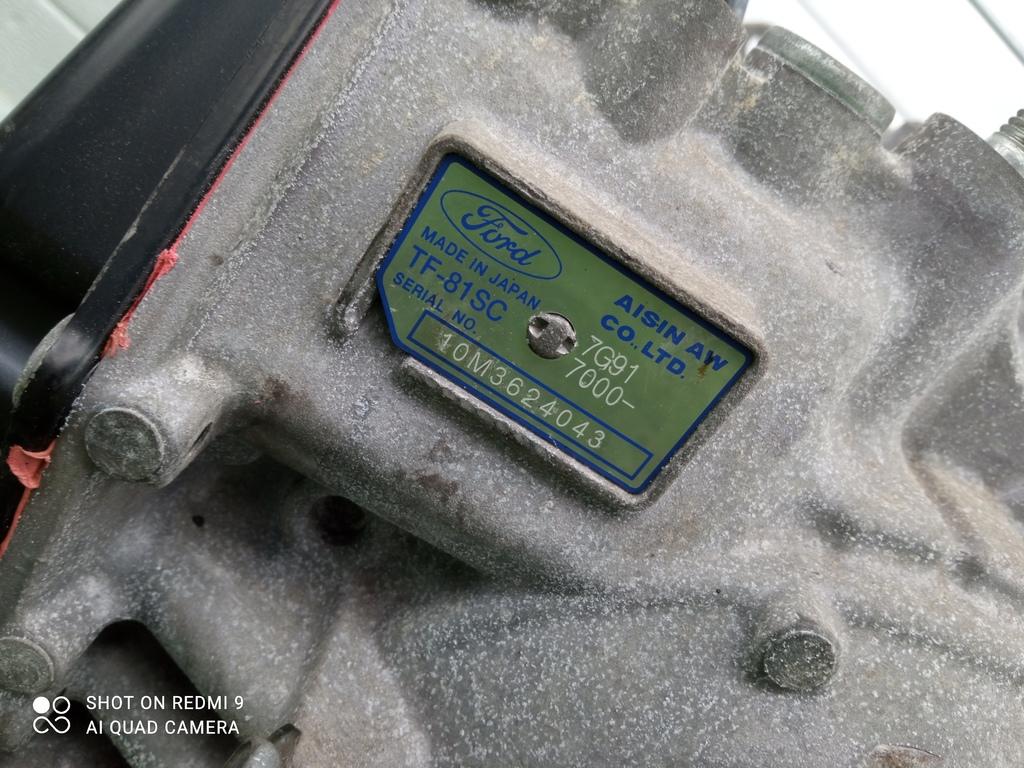 Ford
MADE IN JAPAN
TF-81SC
SERIAL NO.
AISIN AW
CO., LTD.
7G91
7000-
10M3624043
SHOT ON REDMI 9
AI QUAD CAMERA